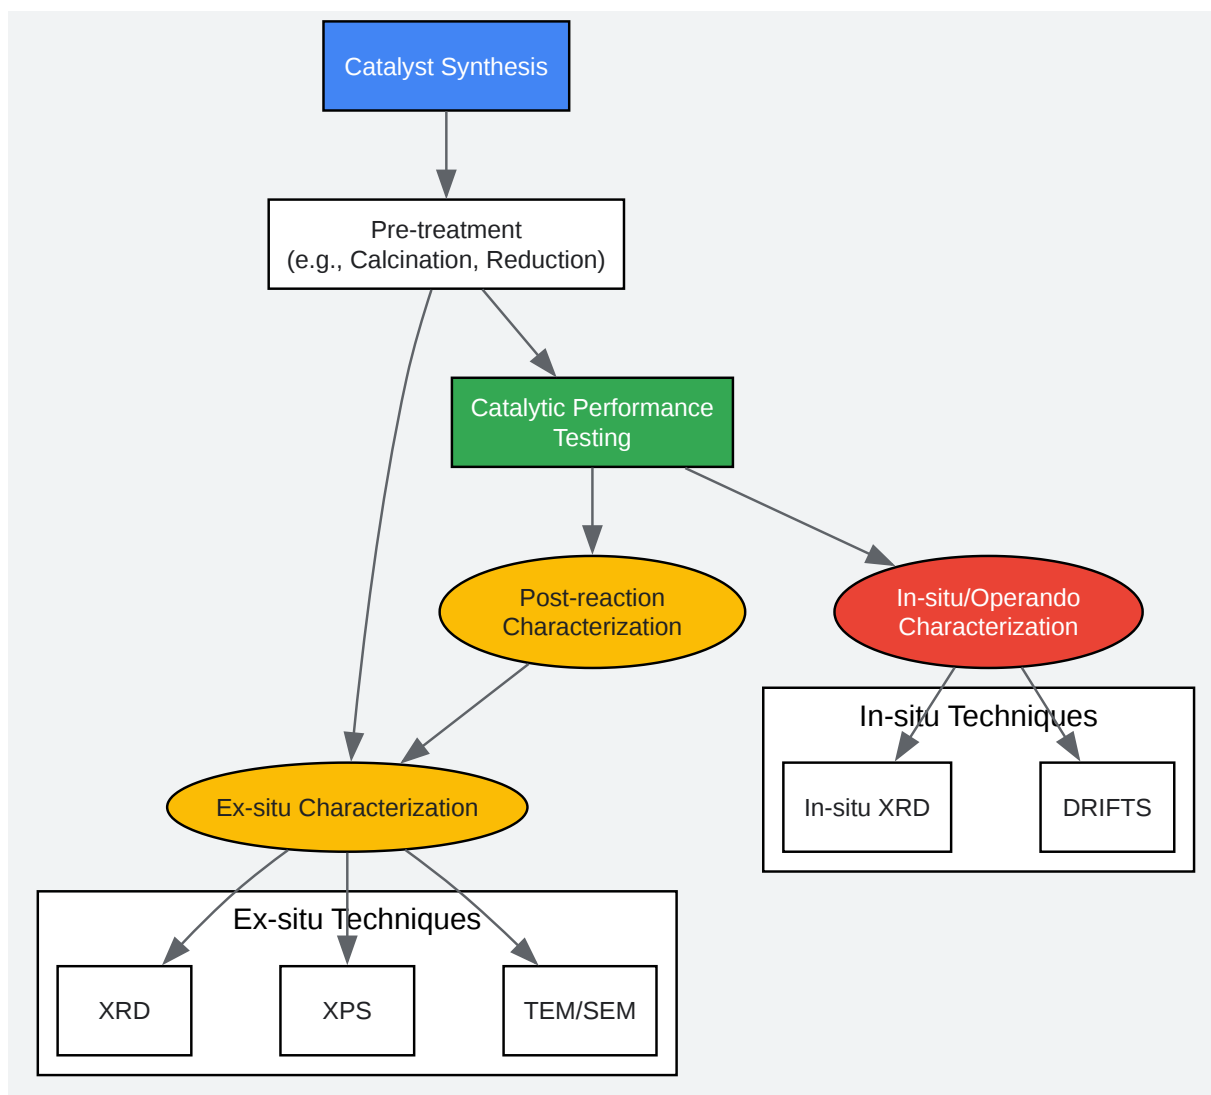 Catalyst Synthesis
Pre-treatment
(e.g., Calcination, Reduction)
Catalytic Performance
Testing
Post-reaction
Characterization
In-situ/Operando
Characterization
In-situ Techniques
In-situ XRD
DRIFTS
Ex-situ Characterization
Ex-situ Techniques
XRD
XPS
TEM/SEM